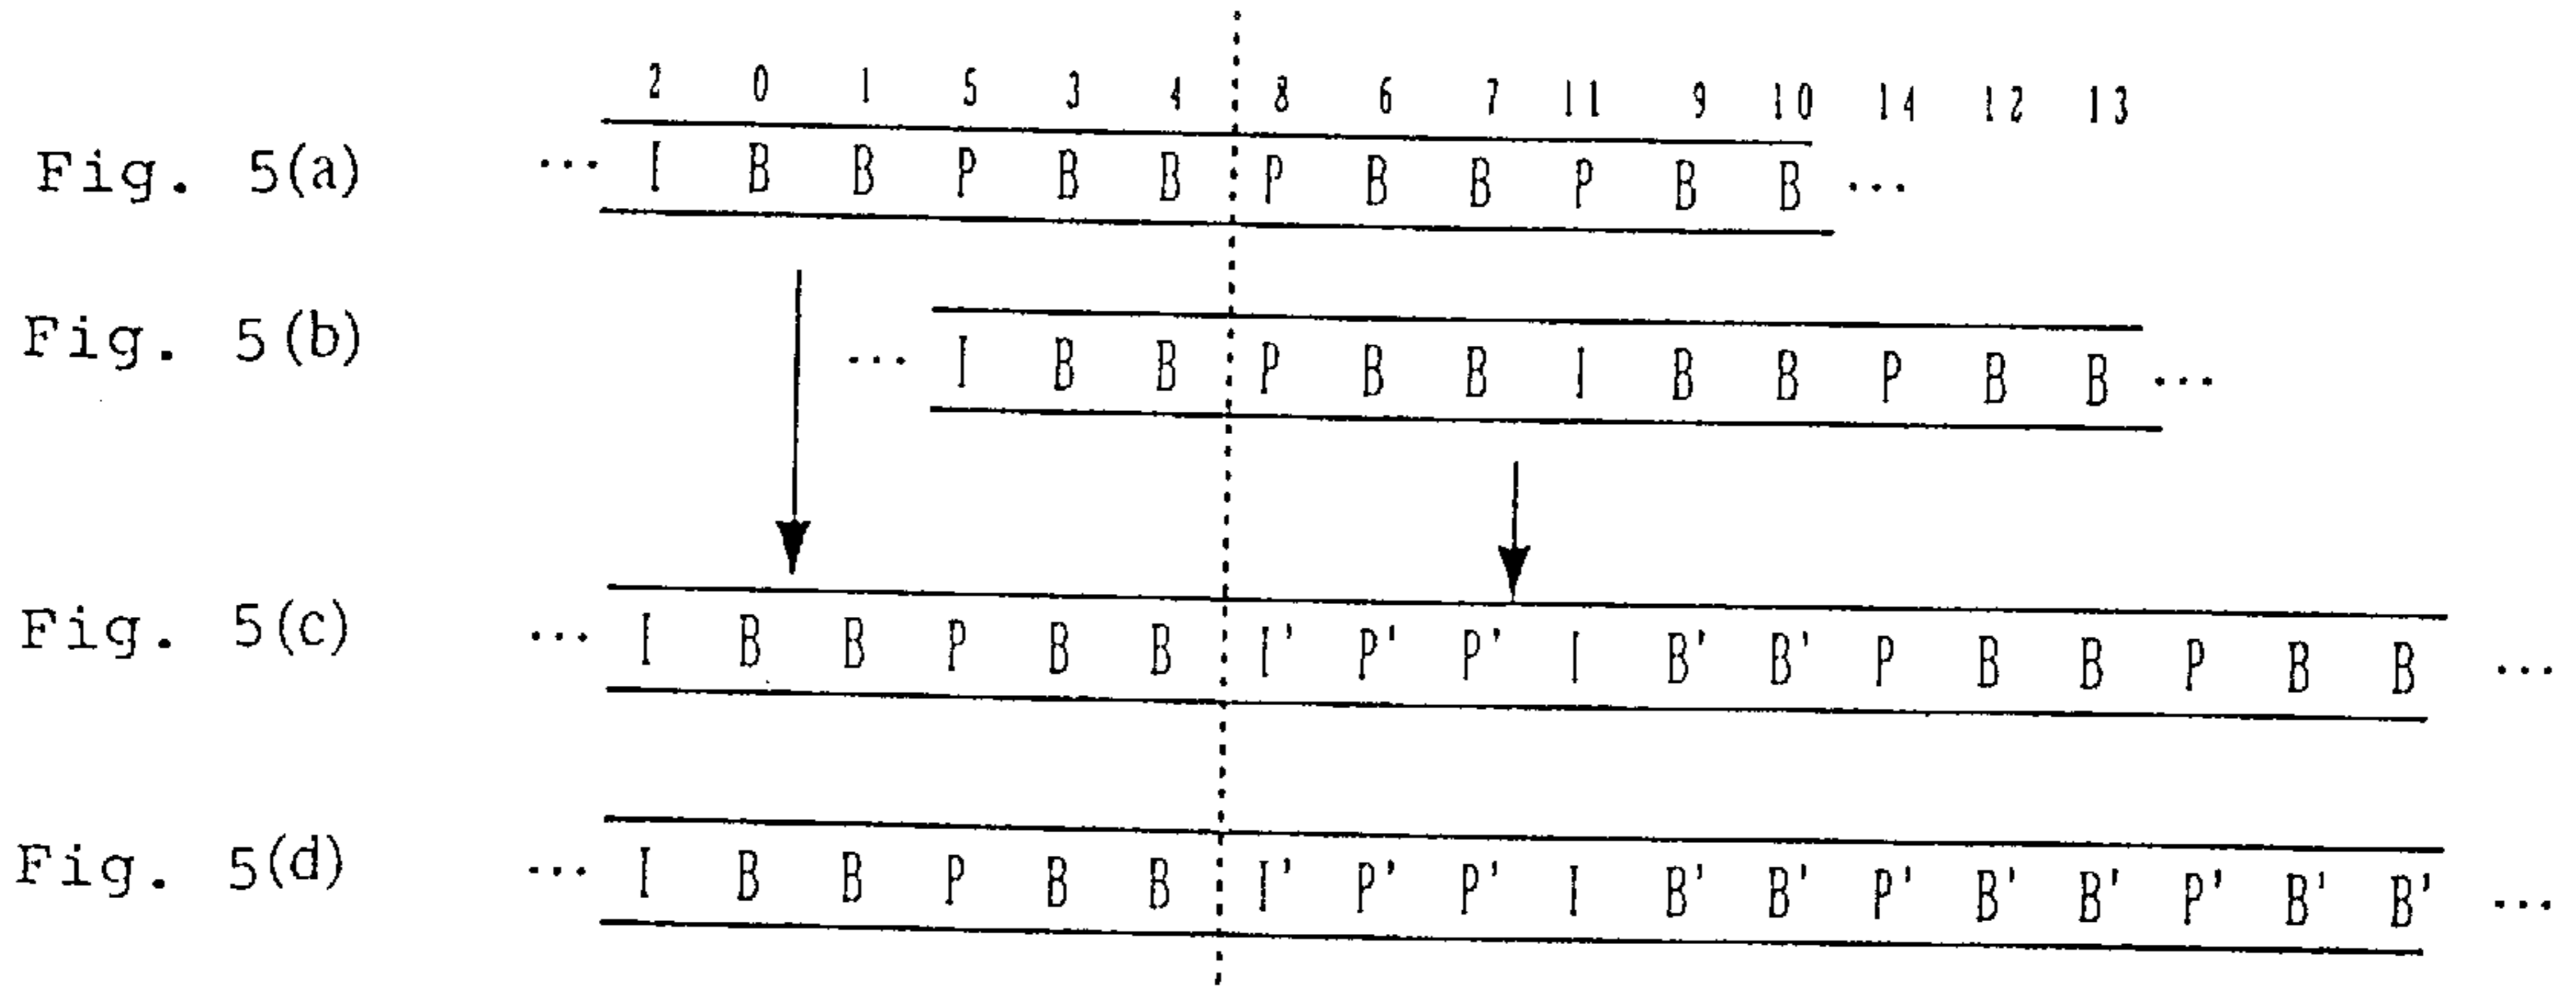 2 0 1 5 3 4 8 6 7 11 9 10 14 12 13
Fig. 5(a) ... I B B P B B P B B P B B ...
Fig. 5(b) ... I B B P B B I B B P B B ...
Fig. 5(c) ... I B B P B B I' P' P' I B' B' P B B P B B ...
Fig. 5(d) ... I B B P B B I' P' P' I B' B' P' B' B' P' B' B' ...